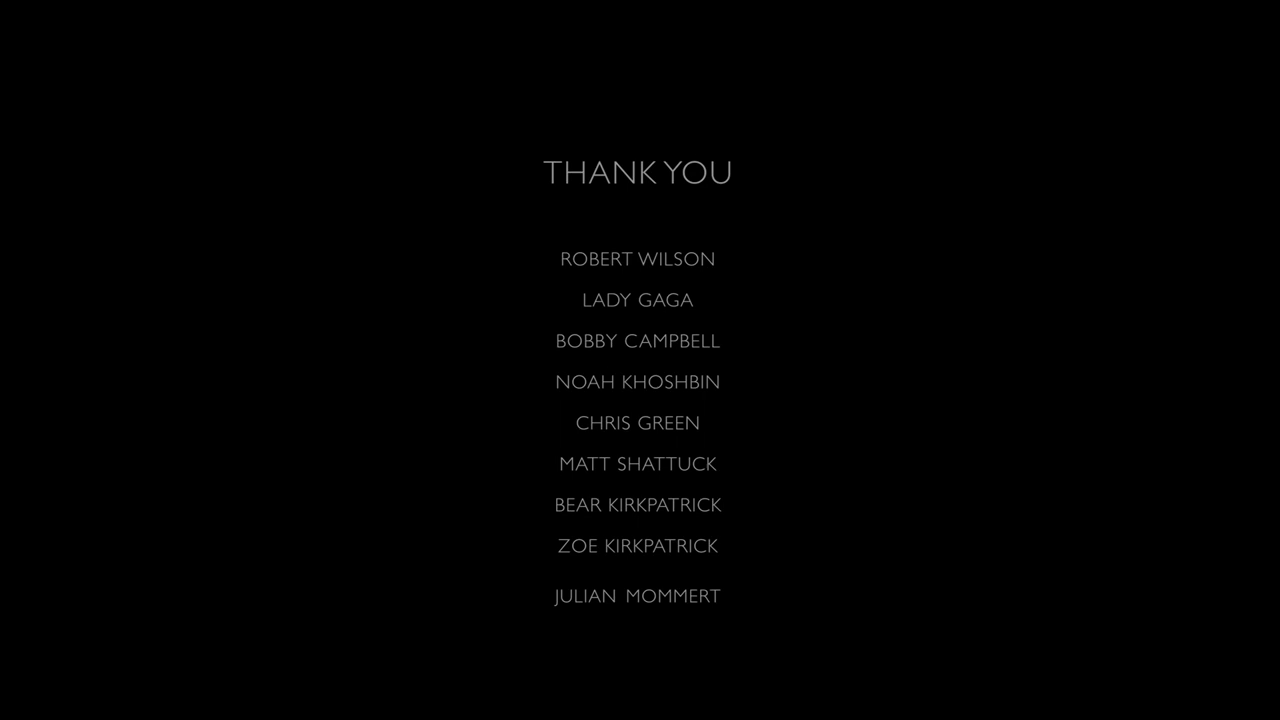 THANK YOU
ROBERT WILSON
LADY GAGA
BOBBY CAMPBELL
NOAH KHOSHBIN
CHRIS GREEN
MATT SHATTUCK
BEAR KIRKPATRICK
ZOE KIRKPATRICK
JULIAN MOMMERT